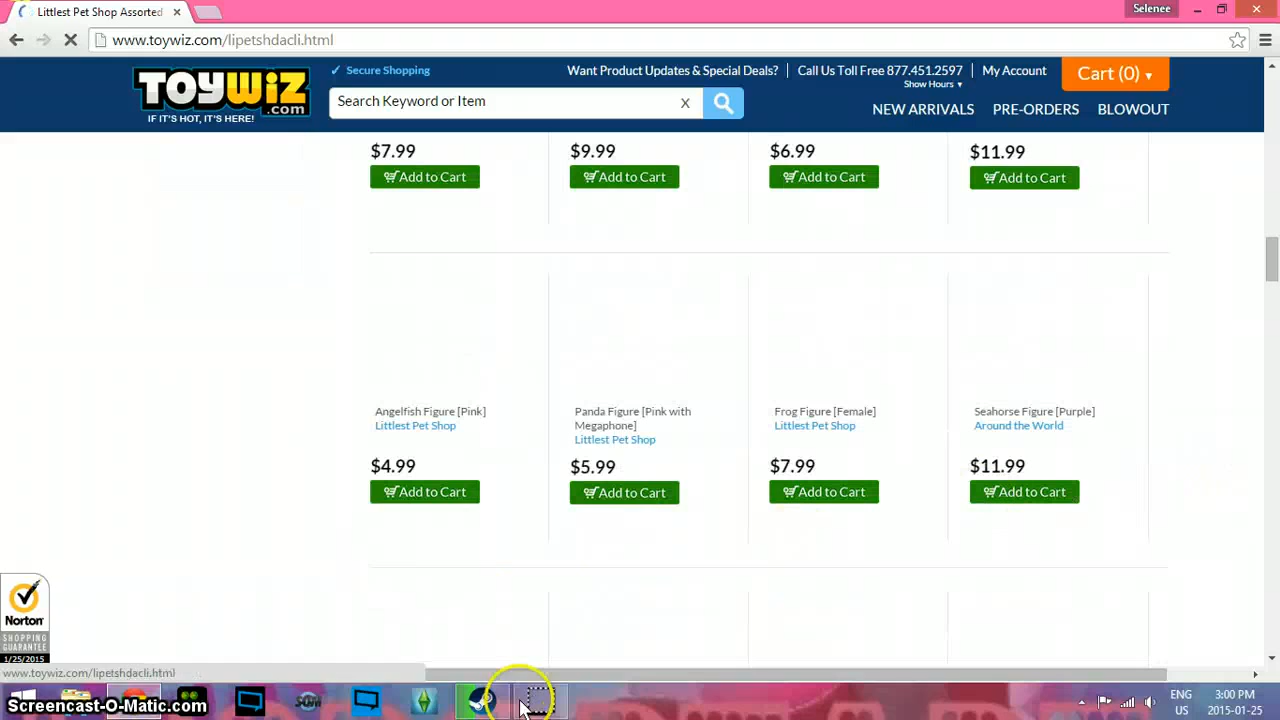 Littlest Pet Shop Assorted
Selenee
www.toywiz.com/lipetshdacli.html
TOYWIZ
.com
IF IT'S HOT, IT'S HERE!
✓ Secure Shopping
Want Product Updates & Special Deals?
Call Us Toll Free 877.451.2597
Show Hours ▾
My Account
Cart (0) ▾
Search Keyword or Item
X
NEW ARRIVALS
PRE-ORDERS
BLOWOUT
$7.99
$9.99
$6.99
$11.99
Add to Cart
Add to Cart
Add to Cart
Add to Cart
Angelfish Figure [Pink]
Littlest Pet Shop
$4.99
Add to Cart
Panda Figure [Pink with
Megaphone]
Littlest Pet Shop
$5.99
Add to Cart
Frog Figure [Female]
Littlest Pet Shop
$7.99
Add to Cart
Seahorse Figure [Purple]
Around the World
$11.99
Add to Cart
Norton
SHOPPING
GUARANTEE
1/25/2015
www.toywiz.com/lipetshdacli.html
Screencast-O-Matic.com
ENG
US
3:00 PM
2015-01-25